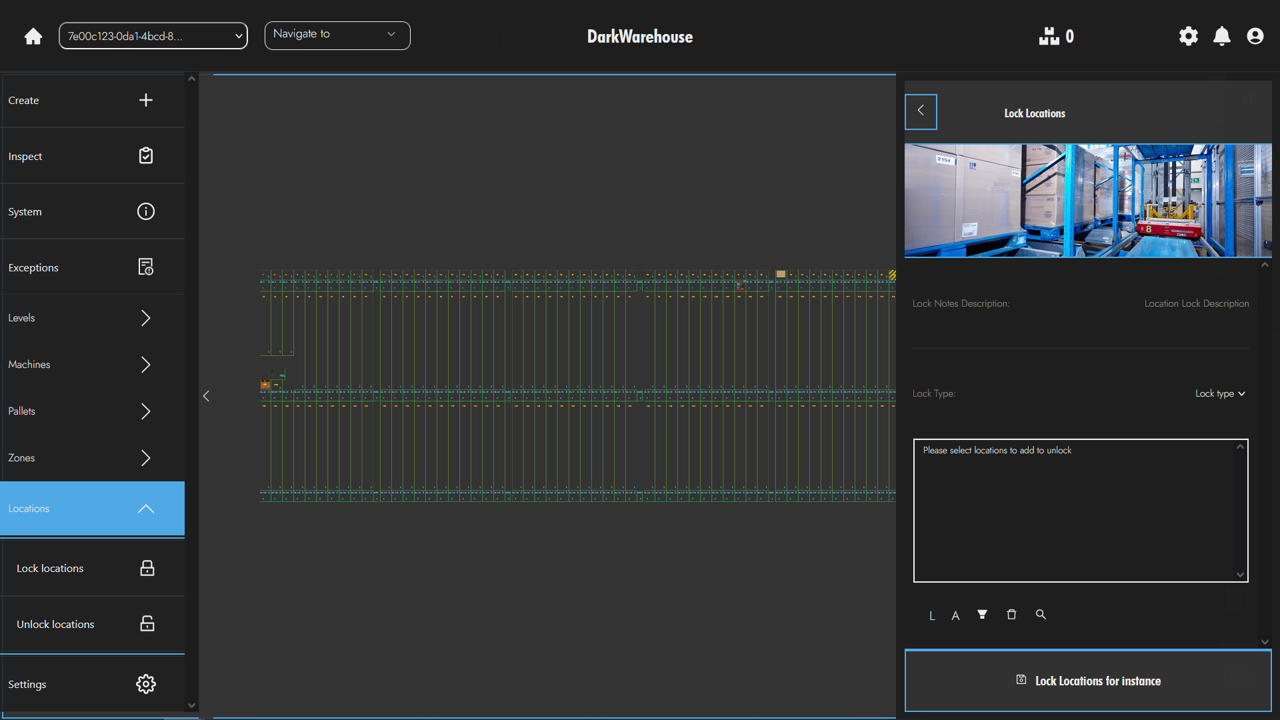 7e00c123-0da1-4bcd-8...
Navigate to
DarkWarehouse
0
Create
Inspect
System
Exceptions
Levels
Machines
Pallets
Zones
Locations
Lock locations
Unlock locations
Settings
Lock Locations
8
Lock Notes Description:
Location Lock Description
Lock Type:
Lock type
Please select locations to add to unlock
L A
Lock Locations for instance